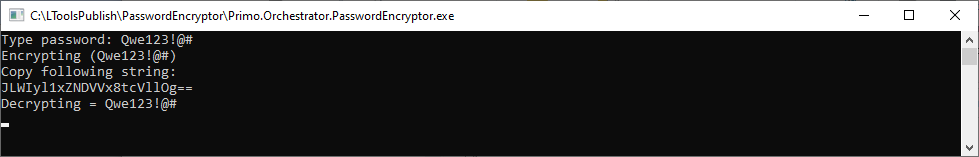 C:\LToolsPublish\PasswordEncryptor\Primo.Orchestrator.PasswordEncryptor.exe
Type password: Qwe123!@#
Encrypting (Qwe123!@#)
Copy following string:
JLWIyl1xZNDVVx8tcVllOg==
Decrypting = Qwe123!@#